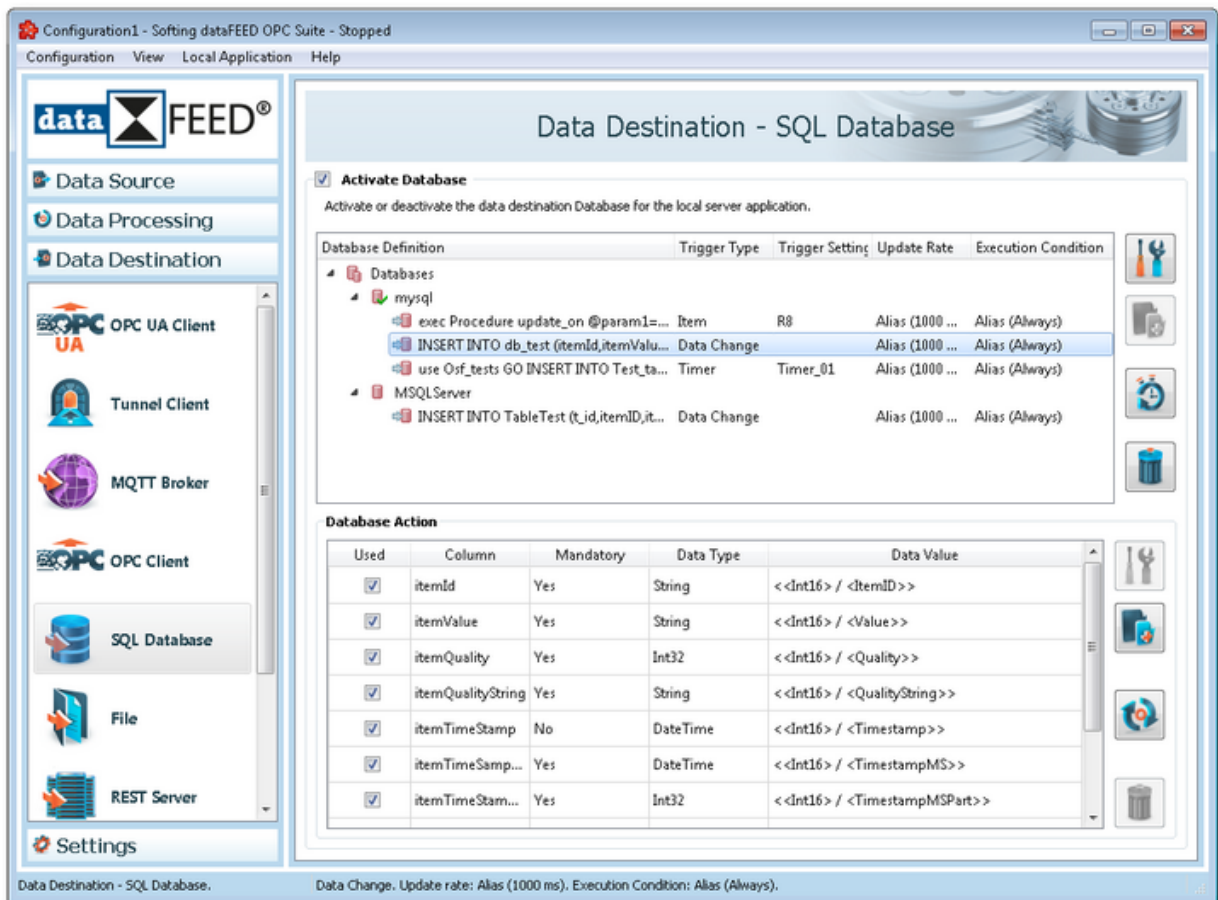 Configuration1 - Softing dataFEED OPC Suite - Stopped
Configuration View Local Application Help
data FEED®
Data Source
Data Processing
Data Destination
OPC OPC UA Client
UA
Tunnel Client
MQTT Broker
OPC OPC Client
SQL Database
File
REST Server
Settings
Data Destination - SQL Database
Activate Database
Activate or deactivate the data destination Database for the local server application.
Database Definition Trigger Type Trigger Setting Update Rate Execution Condition
Databases
mysql
exec Procedure update_on @param1=... Item R8 Alias (1000 ... Alias (Always)
INSERT INTO db_test (itemId,itemValu... Data Change Alias (1000 ... Alias (Always)
use Osf_tests GO INSERT INTO Test_ta... Timer Timer_01 Alias (1000 ... Alias (Always)
MSQLServer
INSERT INTO TableTest (t_id,itemID,it... Data Change Alias (1000 ... Alias (Always)
Database Action
Used Column Mandatory Data Type Data Value
itemId Yes String <<Int16> / <ItemID>>
itemValue Yes String <<Int16> / <Value>>
itemQuality Yes Int32 <<Int16> / <Quality>>
itemQualityString Yes String <<Int16> / <QualityString>>
itemTimeStamp No DateTime <<Int16> / <Timestamp>>
itemTimeSamp... Yes DateTime <<Int16> / <TimestampMS>>
itemTimeStam... Yes Int32 <<Int16> / <TimestampMSPart>>
Data Destination - SQL Database. Data Change. Update rate: Alias (1000 ms). Execution Condition: Alias (Always).